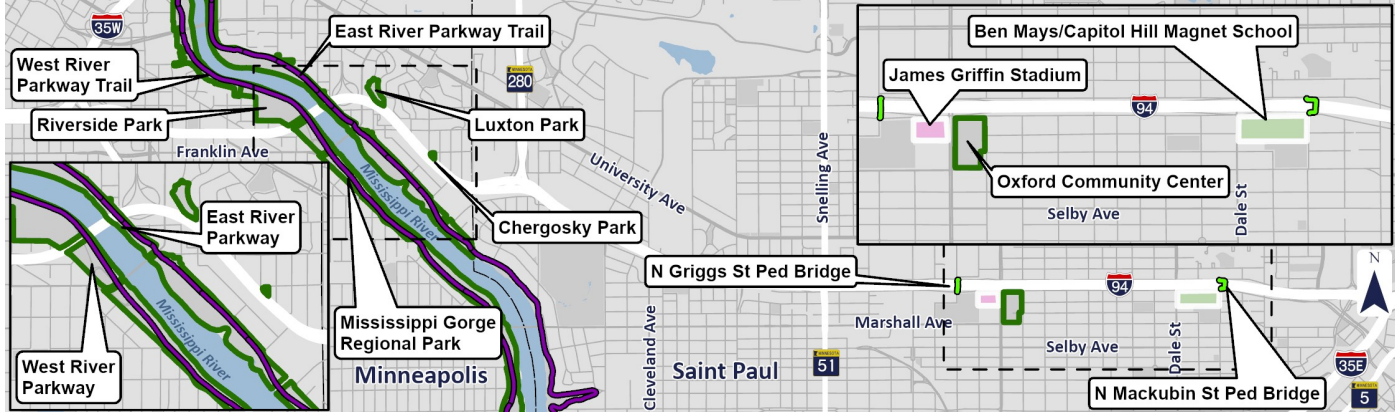 35W
East River Parkway Trail
West River
Parkway Trail
Riverside Park
Franklin Ave
MINNESOTA
280
Luxton Park
University Ave
Mississippi River
Chergosky Park
Mississippi Gorge
Regional Park
Minneapolis
East River
Parkway
Mississippi River
West River
Parkway
Snelling Ave
Cleveland Ave
Saint Paul
MINNESOTA
51
Ben Mays/Capitol Hill Magnet School
James Griffin Stadium
94
Oxford Community Center
Selby Ave
Dale St
N Griggs St Ped Bridge
94
Marshall Ave
Selby Ave
Dale St
N Mackubin St Ped Bridge
N
35E
MINNESOTA
5